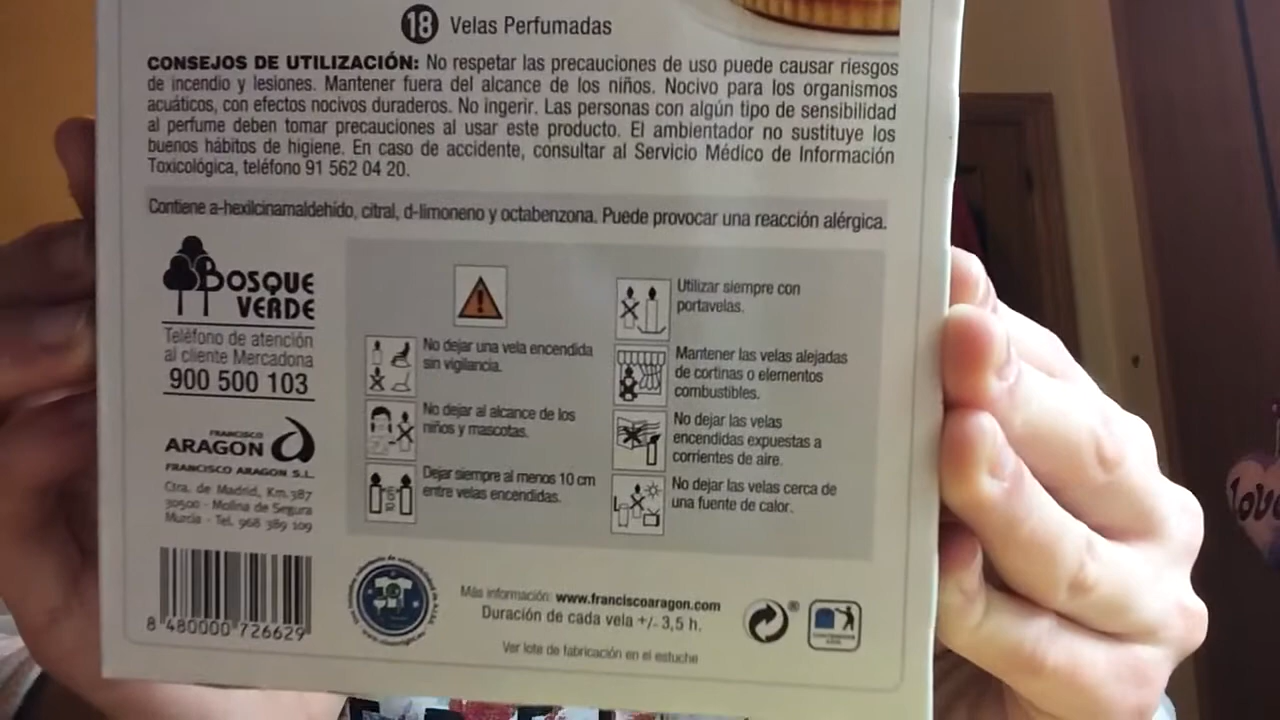 18 Velas Perfumadas
CONSEJOS DE UTILIZACIÓN: No respetar las precauciones de uso puede causar riesgos
de incendio y lesiones. Mantener fuera del alcance de los niños. Nocivo para los organismos
acuáticos, con efectos nocivos duraderos. No ingerir. Las personas con algún tipo de sensibilidad
al perfume deben tomar precauciones al usar este producto. El ambientador no sustituye los
buenos hábitos de higiene. En caso de accidente, consultar al Servicio Médico de Información
Toxicológica, teléfono 91 562 04 20.
Contiene a-hexilcinamaldehído, citral, d-limoneno y octabenzona. Puede provocar una reacción alérgica.
BOSQUE
VERDE
Teléfono de atención
al cliente Mercadona
900 500 103
FRANCISCO
ARAGON
FRANCISCO ARAGON S.L.
Ctra. de Madrid, Km. 387
30500 - Molina de Segura
Murcia - Tel. 968 389 109
8 480000 726629
No dejar una vela encendida
sin vigilancia.
No dejar al alcance de los
niños y mascotas.
Dejar siempre al menos 10 cm
entre velas encendidas.
Utilizar siempre con
portavelas.
Mantener las velas alejadas
de cortinas o elementos
combustibles.
No dejar las velas
encendidas expuestas a
corrientes de aire.
No dejar las velas cerca de
una fuente de calor.
Más información: www.franciscoaragon.com
Duración de cada vela +/- 3,5 h.
Ver lote de fabricación en el estuche
®
love